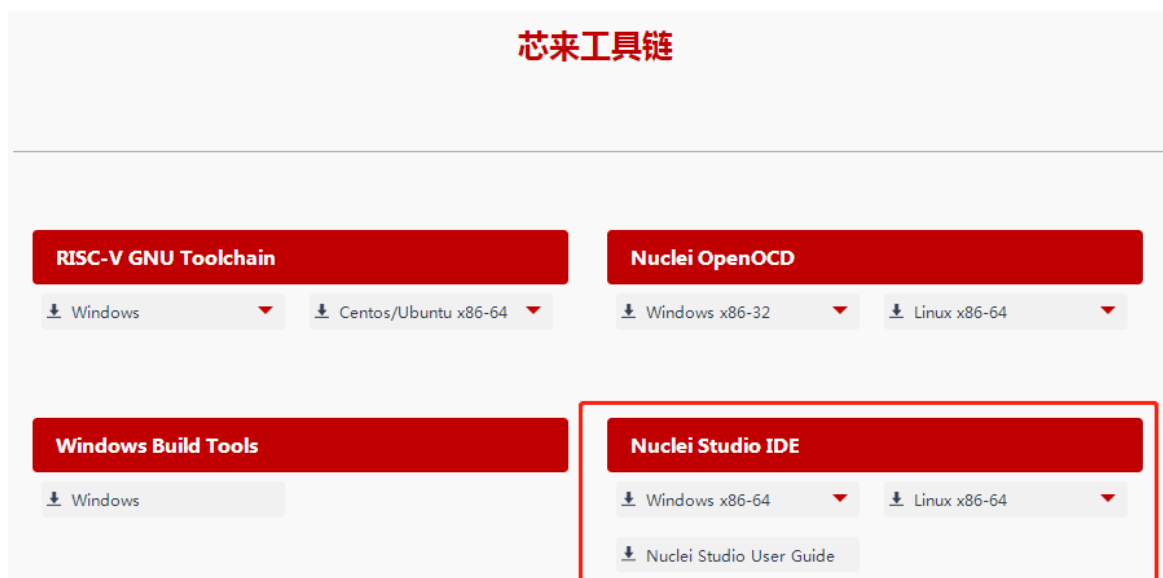 芯来工具链
RISC-V GNU Toolchain
Nuclei OpenOCD
Windows
Centos/Ubuntu x86-64
Windows x86-32
Linux x86-64
Windows Build Tools
Nuclei Studio IDE
Windows
Windows x86-64
Linux x86-64
Nuclei Studio User Guide